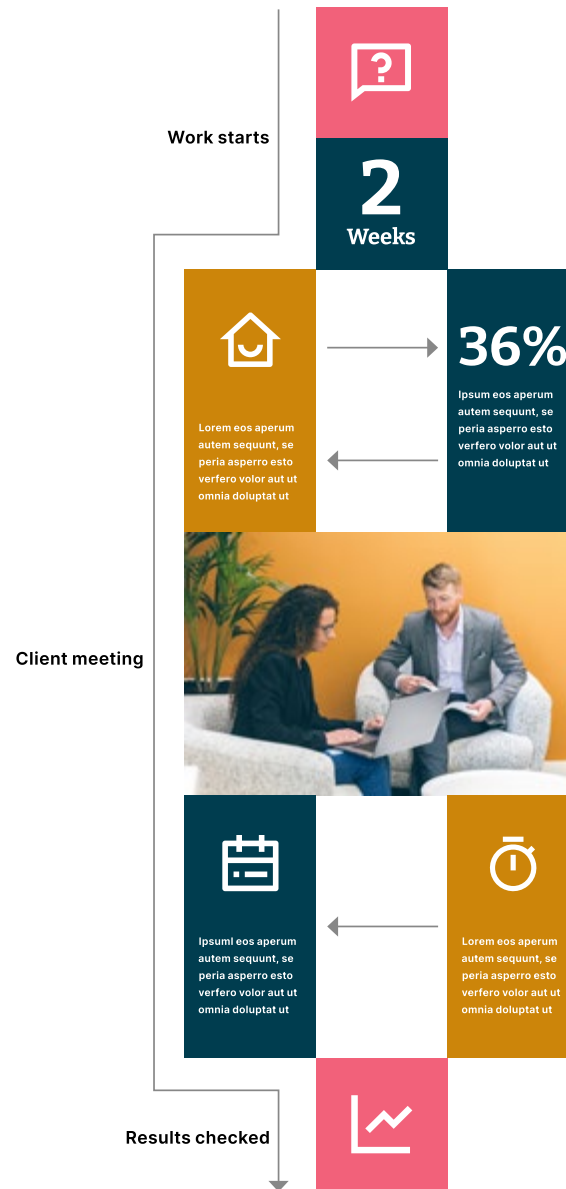 ?
Work starts
2
Weeks
36%
Ipsum eos aperum
autem sequunt, se
peria asperro esto
verfero volor aut ut
omnia doluptat ut
Lorem eos aperum
autem sequunt, se
peria asperro esto
verfero volor aut ut
omnia doluptat ut
Client meeting
Ipsuml eos aperum
autem sequunt, se
peria asperro esto
verfero volor aut ut
omnia doluptat ut
Lorem eos aperum
autem sequunt, se
peria asperro esto
verfero volor aut ut
omnia doluptat ut
Results checked